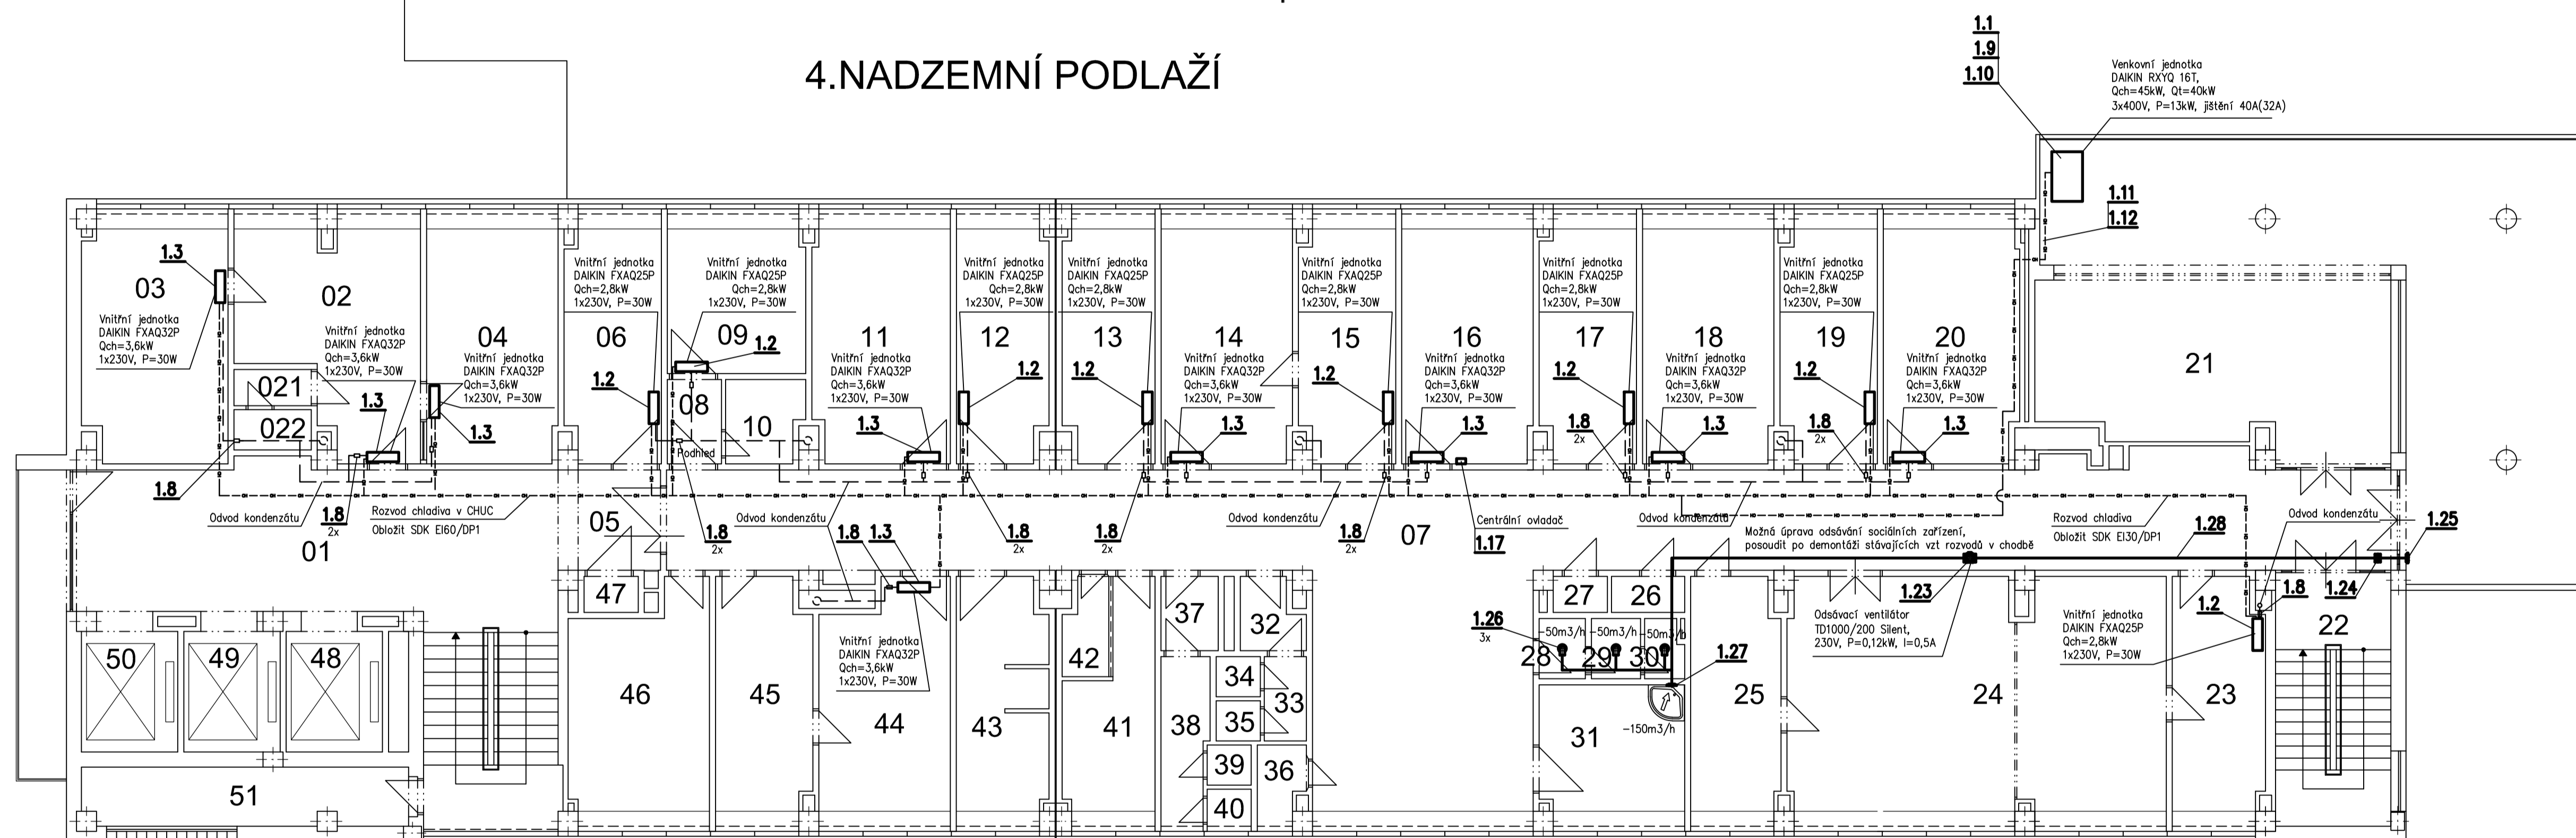 4.NADZEMNÍ PODLAŽÍ
1.1
1.9
1.10
Venkovní jednotka
DAIKIN RXYQ 16T,
Qch=45kW, Qt=40kW
3x400V, P=13kW, jištění 40A(32A)
1.11
1.12
1.3
03
Vnitřní jednotka
DAIKIN FXAQ32P
Qch=3,6kW
1x230V, P=30W
02
Vnitřní jednotka
DAIKIN FXAQ32P
Qch=3,6kW
1x230V, P=30W
021
022
1.3
04
Vnitřní jednotka
DAIKIN FXAQ32P
Qch=3,6kW
1x230V, P=30W
1.3
Vnitřní jednotka
DAIKIN FXAQ25P
Qch=2,8kW
1x230V, P=30W
06
1.2
Vnitřní jednotka
DAIKIN FXAQ25P
Qch=2,8kW
1x230V, P=30W
09
1.2
08
10
Podhled
11
Vnitřní jednotka
DAIKIN FXAQ32P
Qch=3,6kW
1x230V, P=30W
1.3
Vnitřní jednotka
DAIKIN FXAQ25P
Qch=2,8kW
1x230V, P=30W
12
1.2
Vnitřní jednotka
DAIKIN FXAQ25P
Qch=2,8kW
1x230V, P=30W
13
1.2
14
Vnitřní jednotka
DAIKIN FXAQ32P
Qch=3,6kW
1x230V, P=30W
1.3
Vnitřní jednotka
DAIKIN FXAQ25P
Qch=2,8kW
1x230V, P=30W
15
1.2
16
Vnitřní jednotka
DAIKIN FXAQ32P
Qch=3,6kW
1x230V, P=30W
1.3
Vnitřní jednotka
DAIKIN FXAQ25P
Qch=2,8kW
1x230V, P=30W
17
1.2
1.8
2x
18
Vnitřní jednotka
DAIKIN FXAQ32P
Qch=3,6kW
1x230V, P=30W
1.3
Vnitřní jednotka
DAIKIN FXAQ25P
Qch=2,8kW
1x230V, P=30W
19
1.2
1.8
2x
20
Vnitřní jednotka
DAIKIN FXAQ32P
Qch=3,6kW
1x230V, P=30W
1.3
21
1.8
Odvod kondenzátu
1.8
2x
01
Rozvod chladiva v CHUC
Obložit SDK EI60/DP1
05
1.8
2x
Odvod kondenzátu
1.8
1.3
1.8
2x
1.8
2x
Odvod kondenzátu
1.8
2x
07
Centrální ovladač
1.17
Odvod kondenzátu
Možná úprava odsávání sociálních zařízení,
posoudit po demontáži stávajících vzt rozvodů v chodbě
Rozvod chladiva
Obložit SDK EI30/DP1
1.28
Odvod kondenzátu
1.25
47
37
32
27
26
1.23
1.8
1.24
1.26
3x
-50m3/h
-50m3/h
-50m3/h
28
29
30
1.27
Odsávací ventilátor
TD1000/200 Silent,
230V, P=0,12kW, I=0,5A
Vnitřní jednotka
DAIKIN FXAQ25P
Qch=2,8kW
1x230V, P=30W
1.2
22
50
49
48
46
45
Vnitřní jednotka
DAIKIN FXAQ32P
Qch=3,6kW
1x230V, P=30W
44
43
42
41
38
34
33
35
39
36
40
31
-150m3/h
25
24
23
51